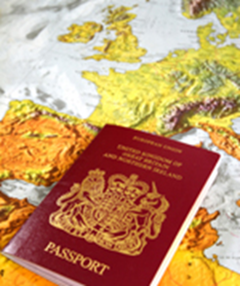 EUROPEAN UNION
UNITED KINGDOM OF
GREAT BRITAIN
AND NORTHERN IRELAND
PASSPORT